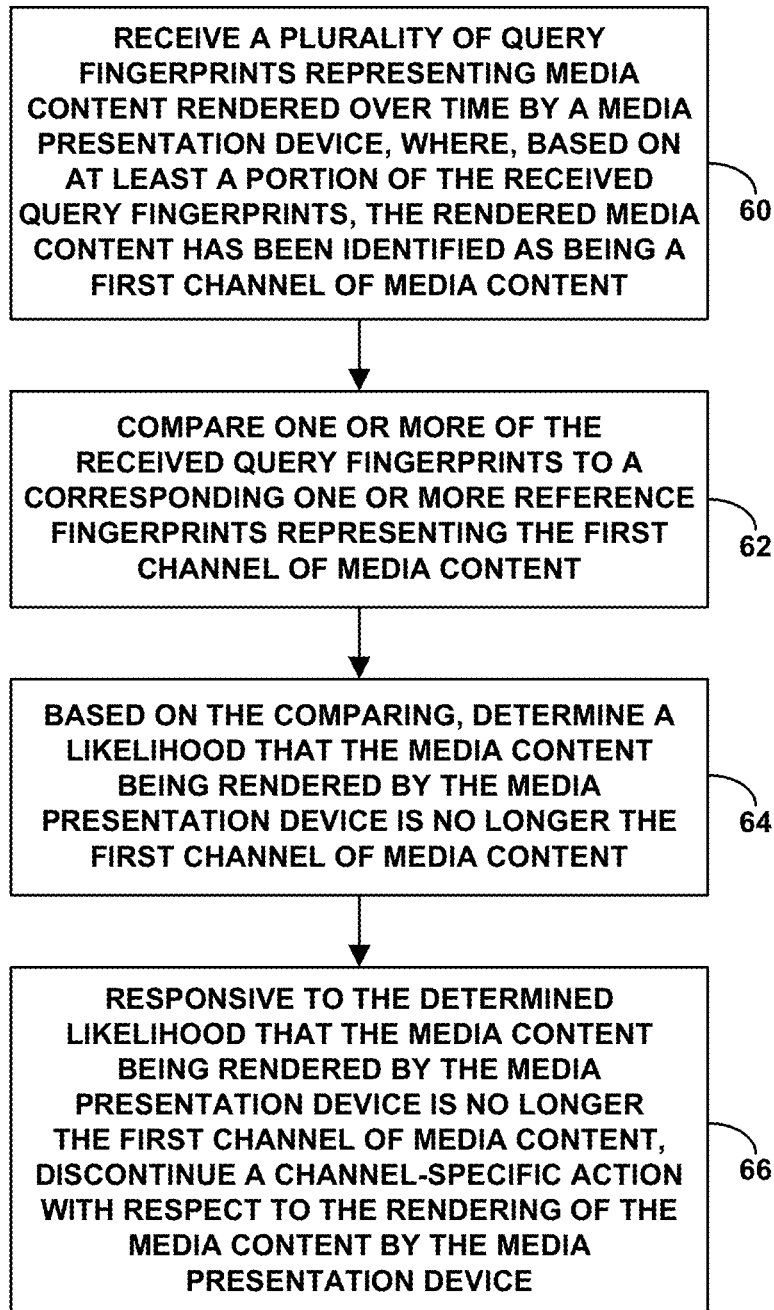 RECEIVE A PLURALITY OF QUERY
FINGERPRINTS REPRESENTING MEDIA
CONTENT RENDERED OVER TIME BY A MEDIA
PRESENTATION DEVICE, WHERE, BASED ON
AT LEAST A PORTION OF THE RECEIVED
QUERY FINGERPRINTS, THE RENDERED MEDIA
CONTENT HAS BEEN IDENTIFIED AS BEING A
FIRST CHANNEL OF MEDIA CONTENT
60
COMPARE ONE OR MORE OF THE
RECEIVED QUERY FINGERPRINTS TO A
CORRESPONDING ONE OR MORE REFERENCE
FINGERPRINTS REPRESENTING THE FIRST
CHANNEL OF MEDIA CONTENT
62
BASED ON THE COMPARING, DETERMINE A
LIKELIHOOD THAT THE MEDIA CONTENT
BEING RENDERED BY THE MEDIA
PRESENTATION DEVICE IS NO LONGER THE
FIRST CHANNEL OF MEDIA CONTENT
64
RESPONSIVE TO THE DETERMINED
LIKELIHOOD THAT THE MEDIA CONTENT
BEING RENDERED BY THE MEDIA
PRESENTATION DEVICE IS NO LONGER
THE FIRST CHANNEL OF MEDIA CONTENT,
DISCONTINUE A CHANNEL-SPECIFIC ACTION
WITH RESPECT TO THE RENDERING OF THE
MEDIA CONTENT BY THE MEDIA
PRESENTATION DEVICE
66